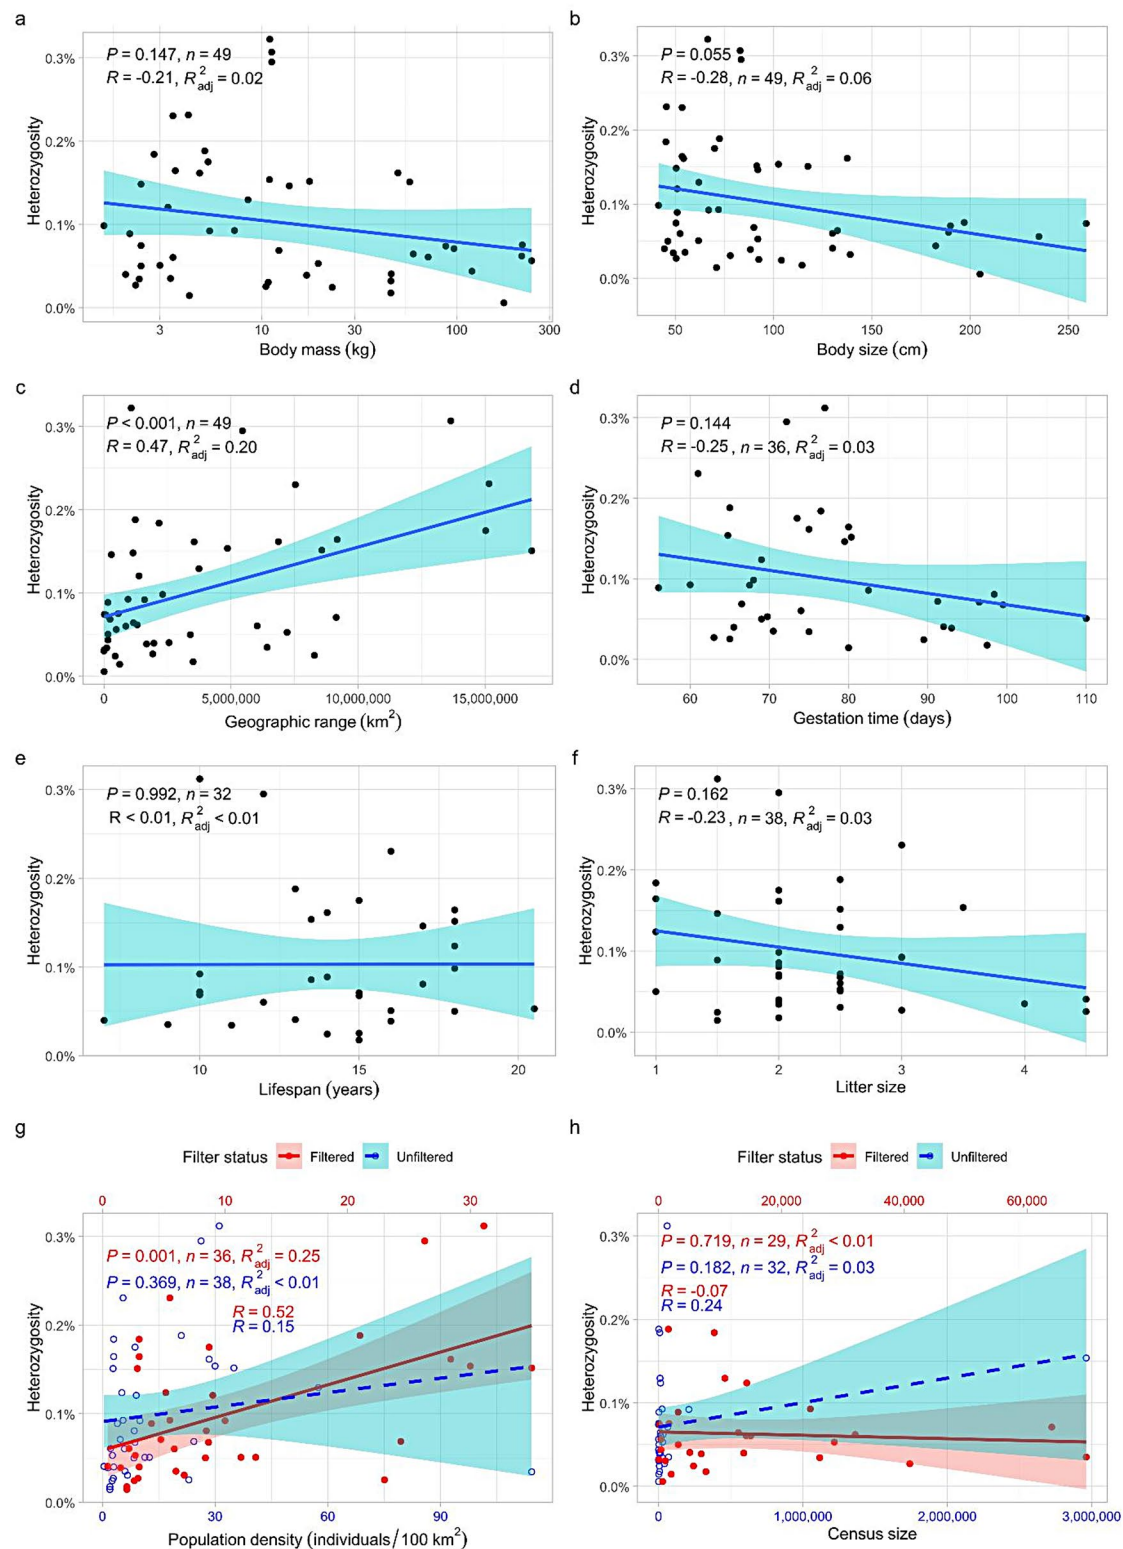 a
P = 0.147, n = 49
R = -0.21, R²adj = 0.02
0.3%
0.2%
0.1%
0.0%
Heterozygosity
3 10 30 100 300
Body mass (kg)
b
P = 0.055
R = -0.28, n = 49, R²adj = 0.06
0.3%
0.2%
0.1%
0.0%
Heterozygosity
50 100 150 200 250
Body size (cm)
c
P < 0.001, n = 49
R = 0.47, R²adj = 0.20
0.3%
0.2%
0.1%
0.0%
Heterozygosity
0 5,0000,000 10,000,000 15,000,000
Geographic range (km²)
d
P = 0.144
R = -0.25 , n = 36, R²adj = 0.03
0.3%
0.2%
0.1%
0.0%
Heterozygosity
60 70 80 90 100 110
Gestation time (days)
e
P = 0.992, n = 32
R < 0.01, R²adj < 0.01
0.3%
0.2%
0.1%
0.0%
Heterozygosity
10 15 20
Lifespan (years)
f
P = 0.162
R = -0.23 , n = 38, R²adj = 0.03
0.3%
0.2%
0.1%
0.0%
Heterozygosity
1 2 3 4
Litter size
g
Filter status Filtered Unfiltered
0 10 20 30
P = 0.001, n = 36, R²adj = 0.25
P = 0.369, n = 38, R²adj < 0.01
R = 0.52
R = 0.15
0.3%
0.2%
0.1%
0.0%
Heterozygosity
0 30 60 90
Population density (individuals/100 km²)
h
Filter status Filtered Unfiltered
0 20,000 40,000 60,000
P = 0.719, n = 29, R²adj < 0.01
P = 0.182, n = 32, R²adj = 0.03
R = -0.07
R = 0.24
0.3%
0.2%
0.1%
0.0%
Heterozygosity
0 1,000,000 2,000,000 3,000,000
Census size